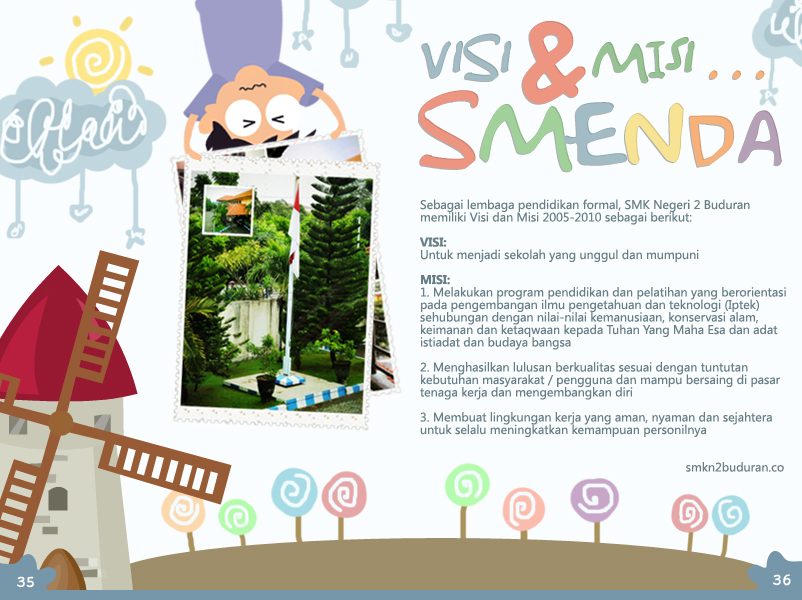 VISI & MISI ...
SMENDA
Sebagai lembaga pendidikan formal, SMK Negeri 2 Buduran
memiliki Visi dan Misi 2005-2010 sebagai berikut:
VISI:
Untuk menjadi sekolah yang unggul dan mumpuni
MISI:
1. Melakukan program pendidikan dan pelatihan yang berorientasi
pada pengembangan ilmu pengetahuan dan teknologi (Iptek)
sehubungan dengan nilai-nilai kemanusiaan, konservasi alam,
keimanan dan ketaqwaan kepada Tuhan Yang Maha Esa dan adat
istiadat dan budaya bangsa
2. Menghasilkan lulusan berkualitas sesuai dengan tuntutan
kebutuhan masyarakat / pengguna dan mampu bersaing di pasar
tenaga kerja dan mengembangkan diri
3. Membuat lingkungan kerja yang aman, nyaman dan sejahtera
untuk selalu meningkatkan kemampuan personilnya
smkn2buduran.co
35
36